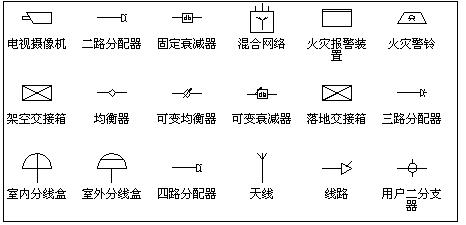 电视摄像机 二路分配器 固定衰减器 混合网络 火灾报警装置 火灾警铃
架空交接箱 均衡器 可变均衡器 可变衰减器 落地交接箱 三路分配器
室内分线盒 室外分线盒 四路分配器 天线 线路 用户二分支器